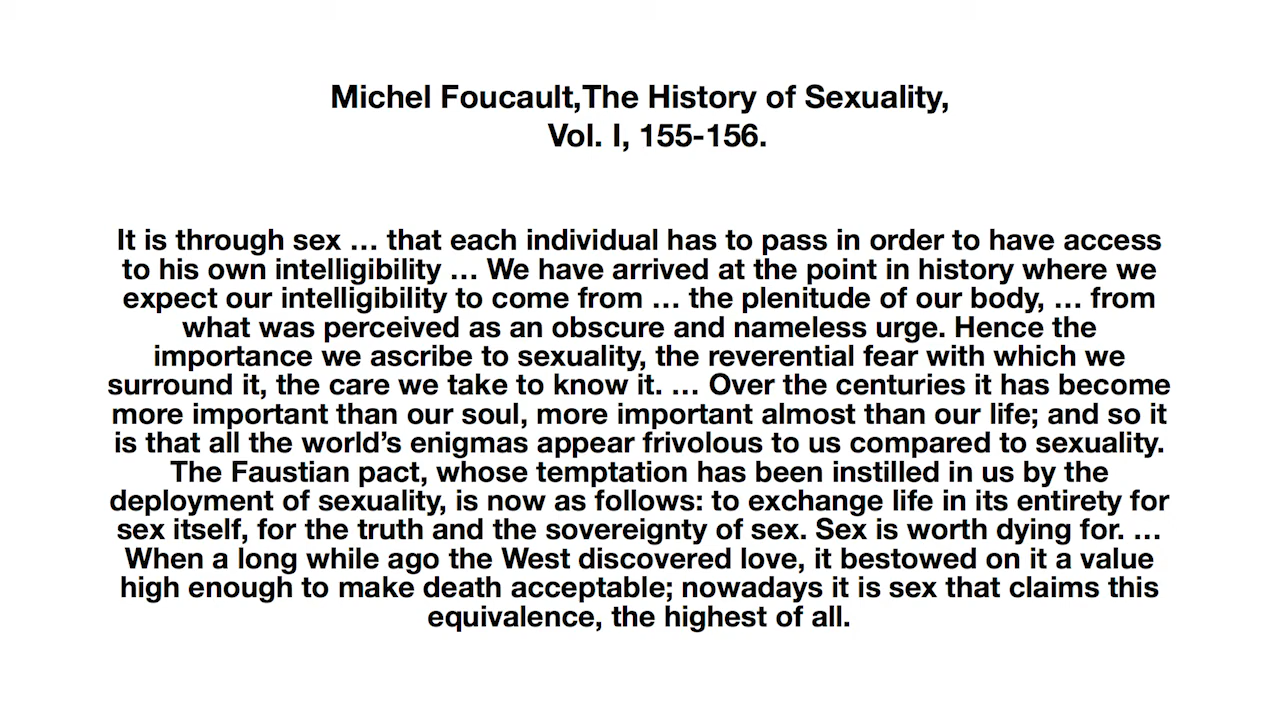 Michel Foucault,The History of Sexuality,
Vol. I, 155-156.
It is through sex … that each individual has to pass in order to have access
to his own intelligibility … We have arrived at the point in history where we
expect our intelligibility to come from … the plenitude of our body, … from
what was perceived as an obscure and nameless urge. Hence the
importance we ascribe to sexuality, the reverential fear with which we
surround it, the care we take to know it. … Over the centuries it has become
more important than our soul, more important almost than our life; and so it
is that all the world’s enigmas appear frivolous to us compared to sexuality.
The Faustian pact, whose temptation has been instilled in us by the
deployment of sexuality, is now as follows: to exchange life in its entirety for
sex itself, for the truth and the sovereignty of sex. Sex is worth dying for. …
When a long while ago the West discovered love, it bestowed on it a value
high enough to make death acceptable; nowadays it is sex that claims this
equivalence, the highest of all.